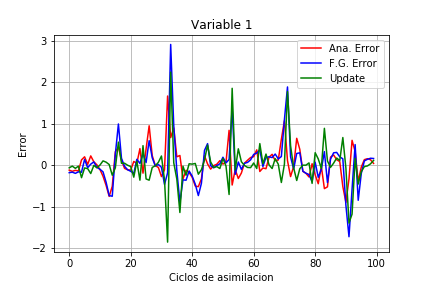 Variable 1
Ana. Error
F.G. Error
Update
Error
3
2
1
0
−1
−2
0 20 40 60 80 100
Ciclos de asimilacion